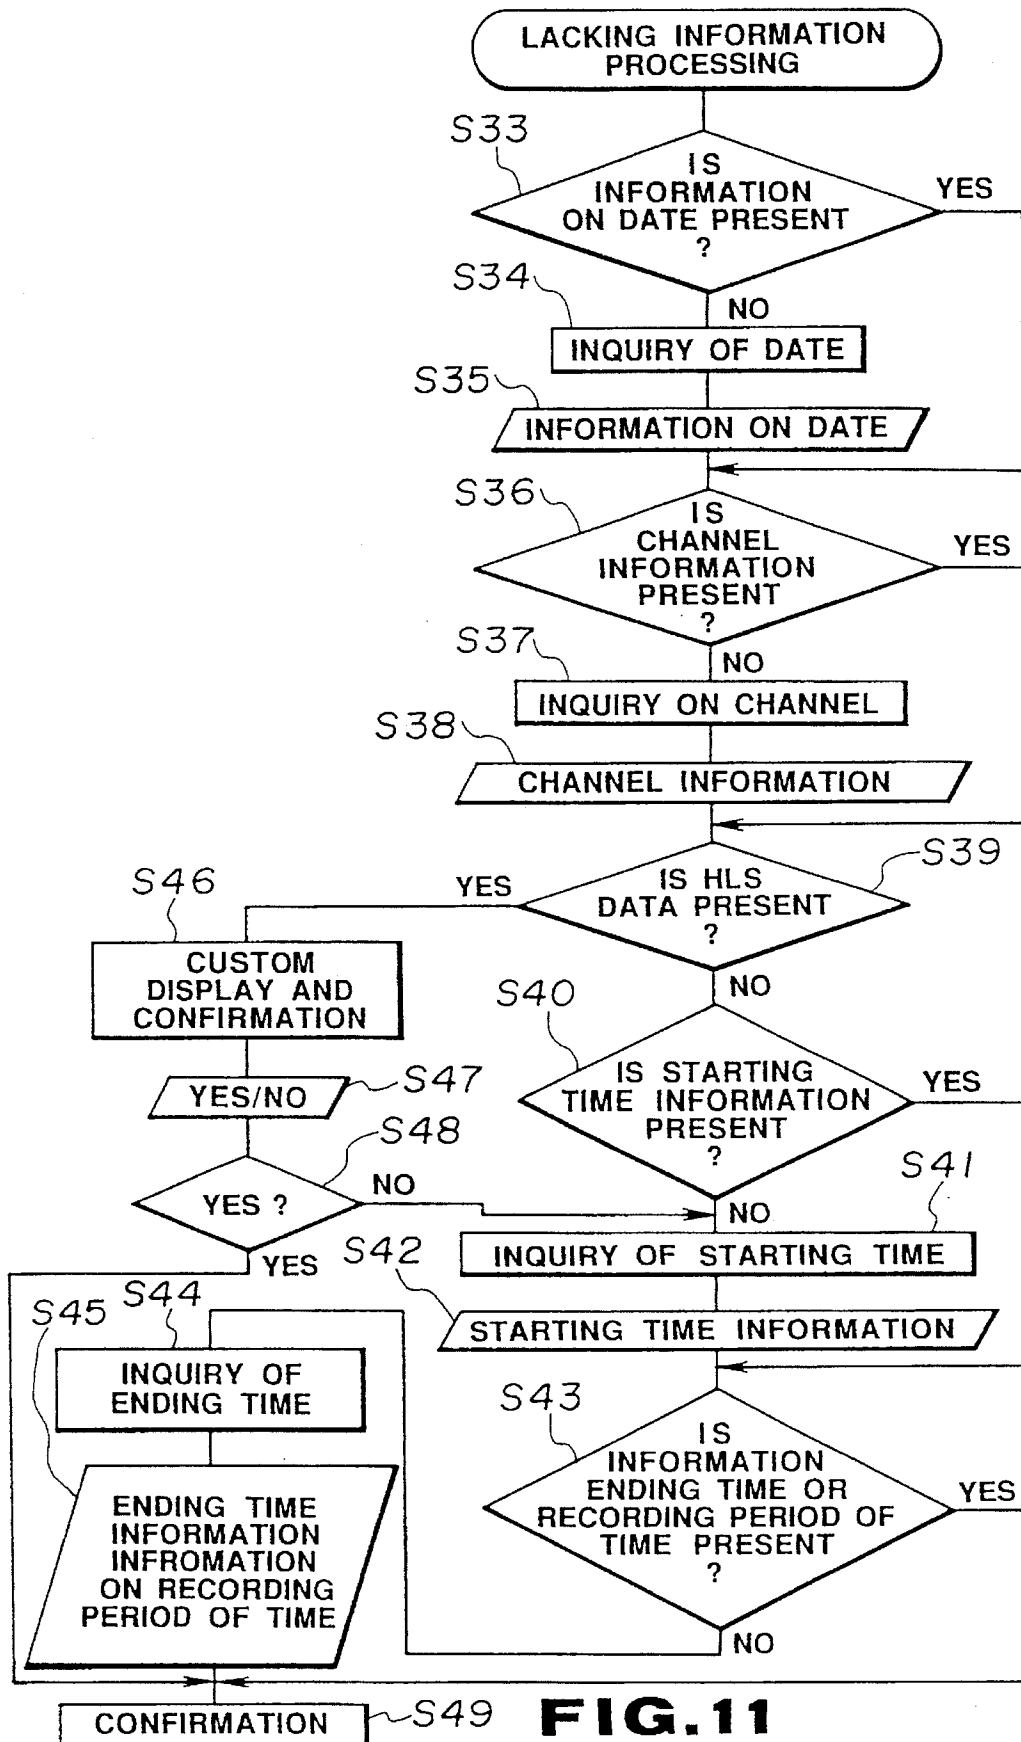 LACKING INFORMATION
PROCESSING
S33
IS
INFORMATION
ON DATE PRESENT
?
YES
NO
S34
INQUIRY OF DATE
S35
INFORMATION ON DATE
S36
IS
CHANNEL
INFORMATION
PRESENT
?
YES
NO
S37
INQUIRY ON CHANNEL
S38
CHANNEL INFORMATION
S39
IS HLS
DATA PRESENT
?
YES
NO
S46
CUSTOM
DISPLAY AND
CONFIRMATION
S40
IS STARTING
TIME INFORMATION
PRESENT
?
YES
NO
S47
YES/NO
S48
YES ?
NO
YES
S41
INQUIRY OF STARTING TIME
S42
STARTING TIME INFORMATION
S43
IS
INFORMATION
ENDING TIME OR
RECORDING PERIOD OF
TIME PRESENT
?
YES
NO
S44
INQUIRY OF
ENDING TIME
S45
ENDING TIME
INFORMATION
INFROMATION
ON RECORDING
PERIOD OF TIME
CONFIRMATION
S49
FIG.11